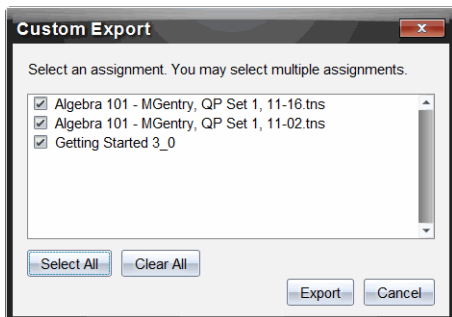 Custom Export
Select an assignment. You may select multiple assignments.
Algebra 101 - MGentry, QP Set 1, 11-16.tns
Algebra 101 - MGentry, QP Set 1, 11-02.tns
Getting Started 3_0
Select All Clear All
Export Cancel